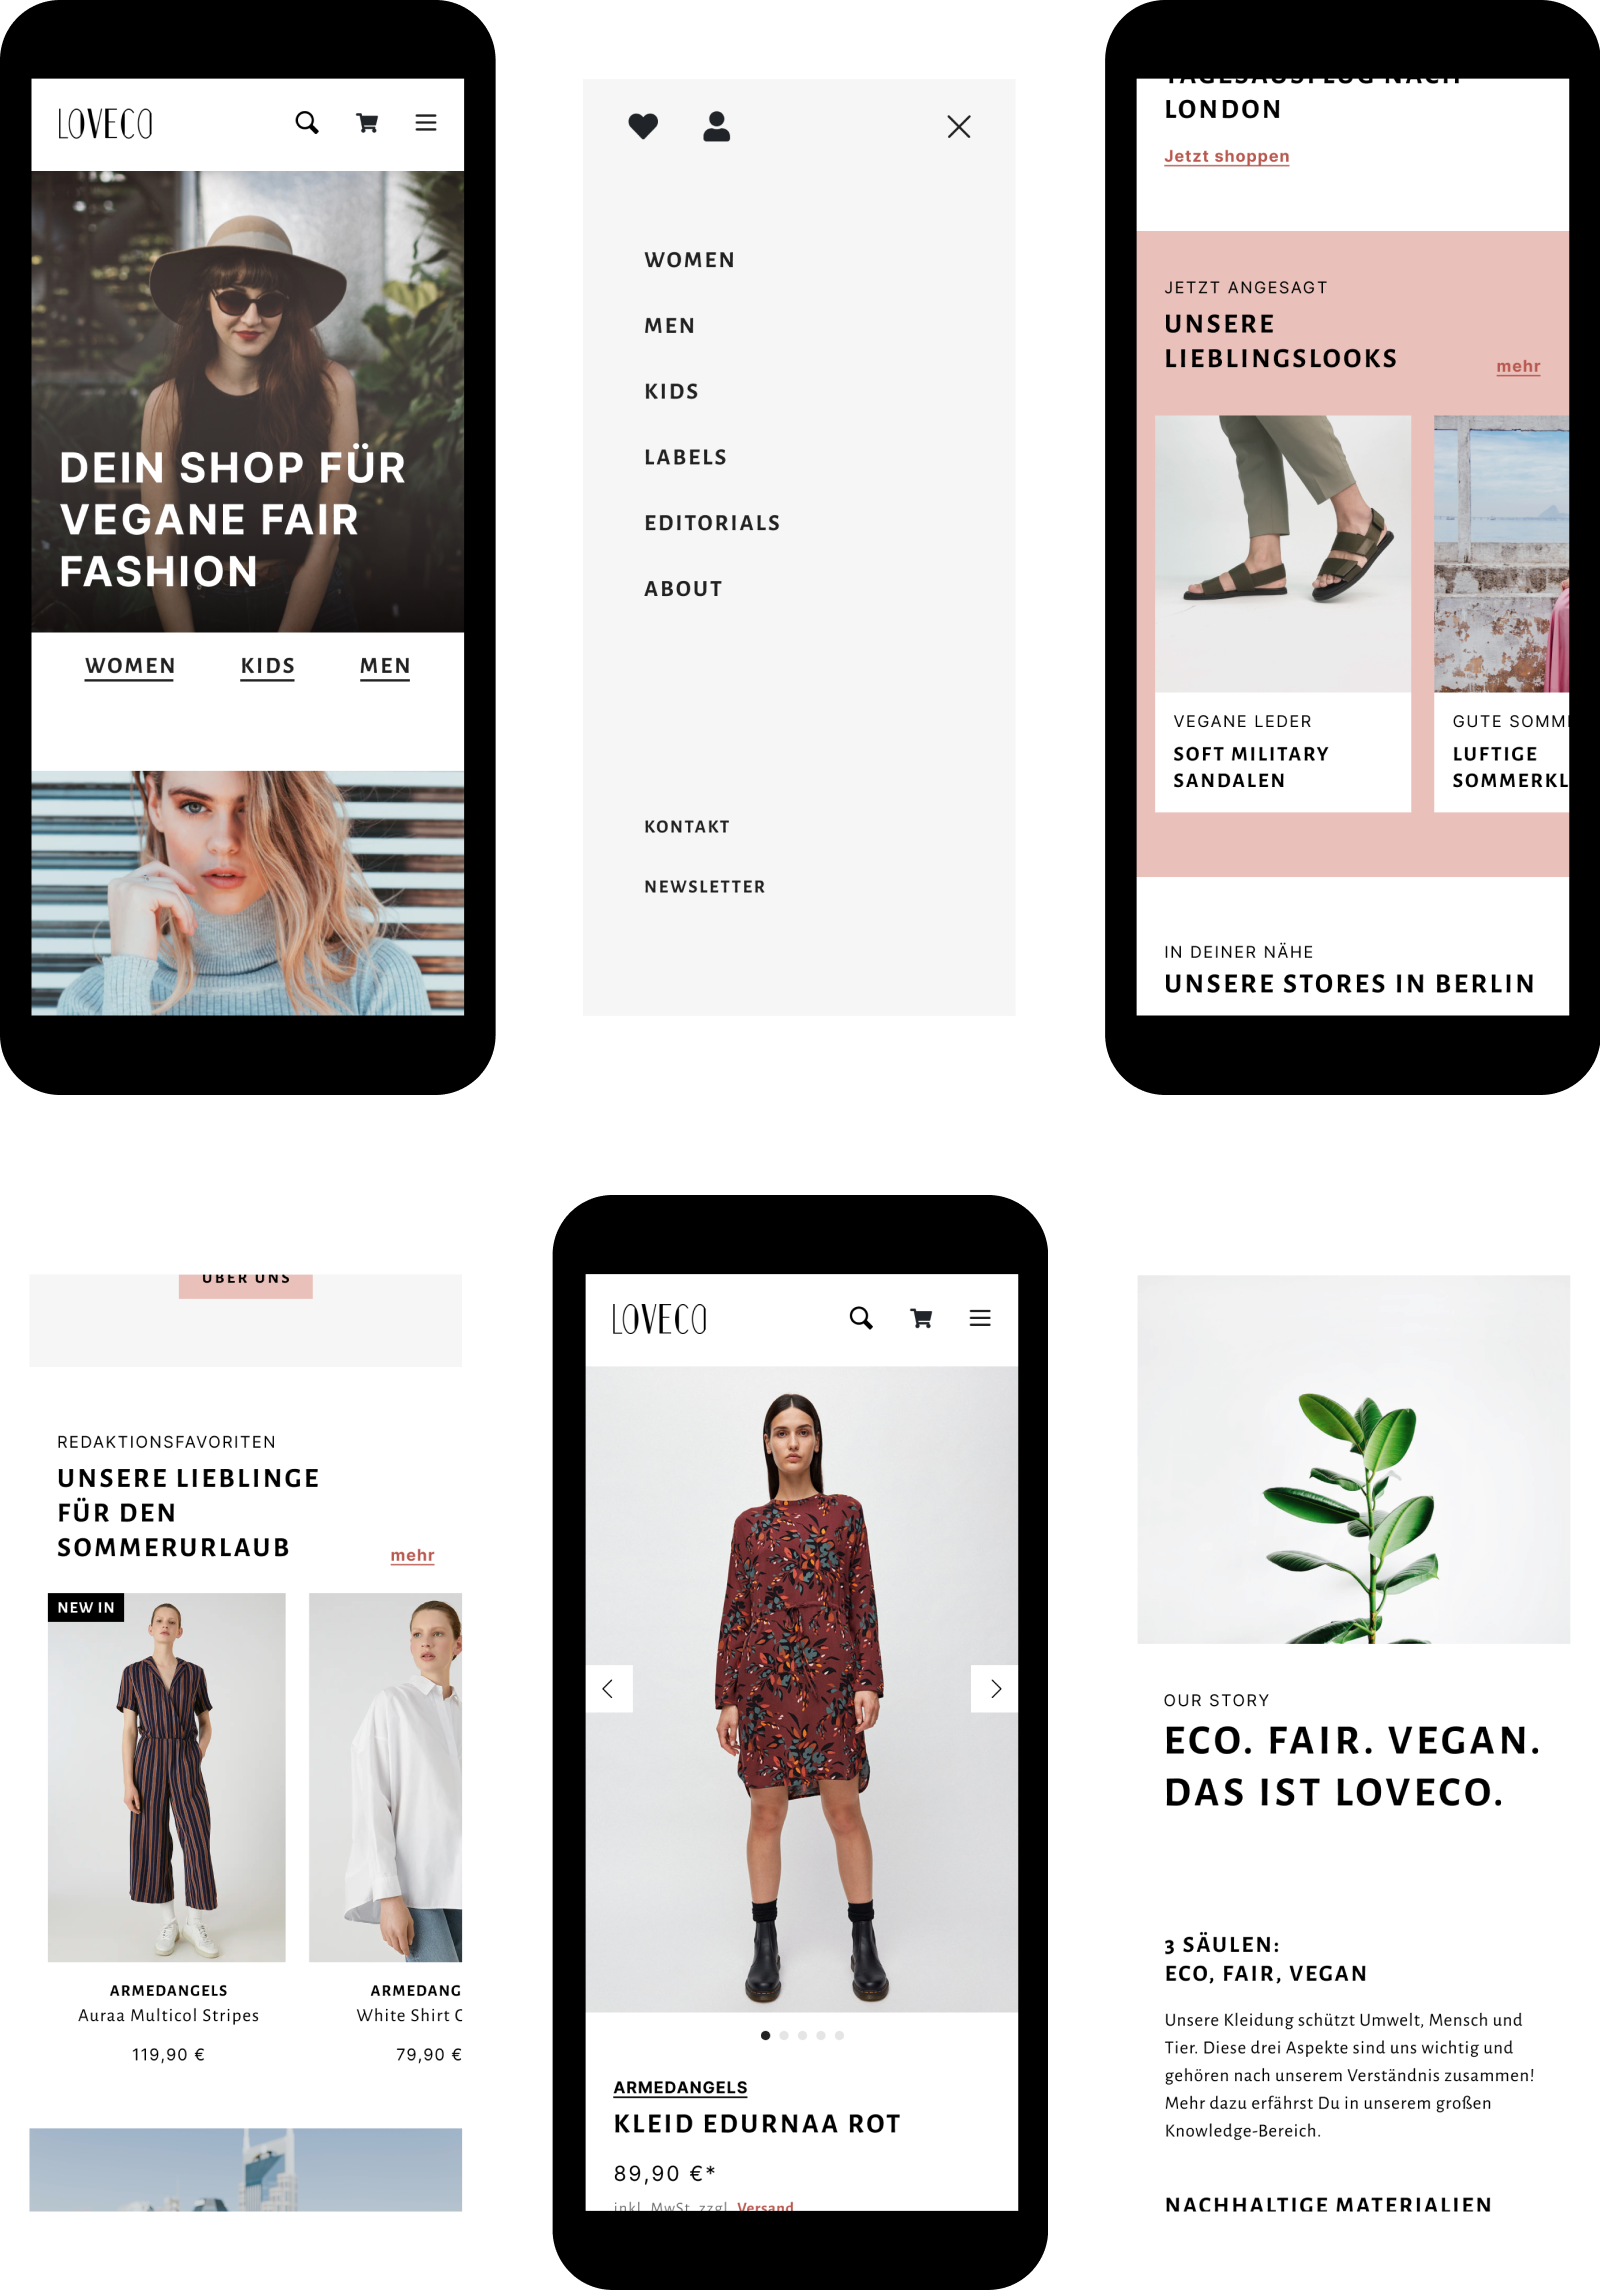 LOVECO
DEIN SHOP FÜR
VEGANE FAIR
FASHION
WOMEN KIDS MEN
WOMEN
MEN
KIDS
LABELS
EDITORIALS
ABOUT
KONTAKT
NEWSLETTER
TAGESAUSFLUG NACH
LONDON
Jetzt shoppen
JETZT ANGESAGT
UNSERE
LIEBLINGSLOOKS
mehr
VEGANE LEDER
SOFT MILITARY
SANDALEN
GUTE SOMM
LUFTIGE
SOMMERKL
IN DEINER NÄHE
UNSERE STORES IN BERLIN
ÜBER UNS
REDAKTIONSFAVORITEN
UNSERE LIEBLINGE
FÜR DEN
SOMMERURLAUB
mehr
NEW IN
ARMEDANGELS
Auraa Multicol Stripes
119,90 €
ARMEDANG
White Shirt
79,90 €
LOVECO
ARMEDANGELS
KLEID EDURNAA ROT
89,90 €*
inkl. MwSt. zzgl. Versand
OUR STORY
ECO. FAIR. VEGAN.
DAS IST LOVECO.
3 SÄULEN:
ECO, FAIR, VEGAN
Unsere Kleidung schützt Umwelt, Mensch und
Tier. Diese drei Aspekte sind uns wichtig und
gehören nach unserem Verständnis zusammen!
Mehr dazu erfährst Du in unserem großen
Knowledge-Bereich.
NACHHALTIGE MATERIALIEN